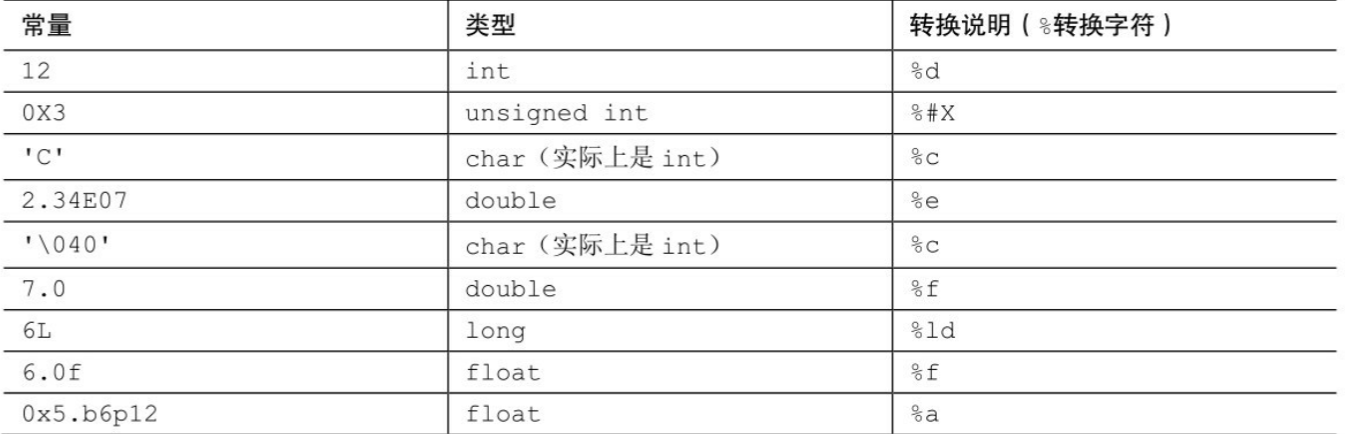 常量 类型 转换说明（%转换字符）
12 int %d
0X3 unsigned int %#X
'C' char（实际上是 int） %c
2.34E07 double %e
'\040' char（实际上是 int） %c
7.0 double %f
6L long %ld
6.0f float %f
0x5.b6p12 float %a